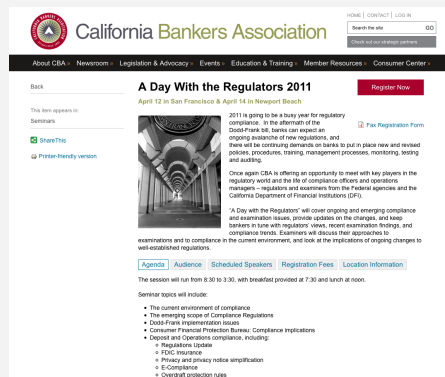 HOME | CONTACT | LOG IN
California Bankers Association
Search the site GO
Check out our strategic partners
About CBA» Newsroom» Legislation & Advocacy» Events» Education & Training» Member Resources» Consumer Center»
Back
This item appears in:
Seminars
ShareThis
Printer-friendly version
A Day With the Regulators 2011
April 12 in San Francisco & April 14 in Newport Beach
Register Now
Fax Registration Form
2011 is going to be a busy year for regulatory
compliance. In the aftermath of the
Dodd-Frank bill, banks can expect an
ongoing avalanche of new regulations, and
there will be continuing demands on banks to put in place new and revised
policies, procedures, training, management processes, monitoring, testing
and auditing.
Once again CBA is offering an opportunity to meet with key players in the
regulatory world and the life of compliance officers and operations
managers – regulators and examiners from the Federal agencies and the
California Department of Financial Institutions (DFI).
"A Day with the Regulators" will cover ongoing and emerging compliance
and examination issues, provide updates on the changes, and keep
bankers in tune with regulators' views, recent examination findings, and
compliance trends. Examiners will discuss their approaches to
examinations and to compliance in the current environment, and look at the implications of ongoing changes to
well-established regulations.
Agenda Audience Scheduled Speakers Registration Fees Location Information
The session will run from 8:30 to 3:30, with breakfast provided at 7:30 and lunch at noon.
Seminar topics will include:
• The current environment of compliance
• The emerging scope of Compliance Regulations
• Dodd-Frank implementation issues
• Consumer Financial Protection Bureau: Compliance implications
• Deposit and Operations compliance, including:
○ Regulations Update
○ FDIC Insurance
○ Privacy and privacy notice simplification
○ E-Compliance
○ Overdraft protection rules